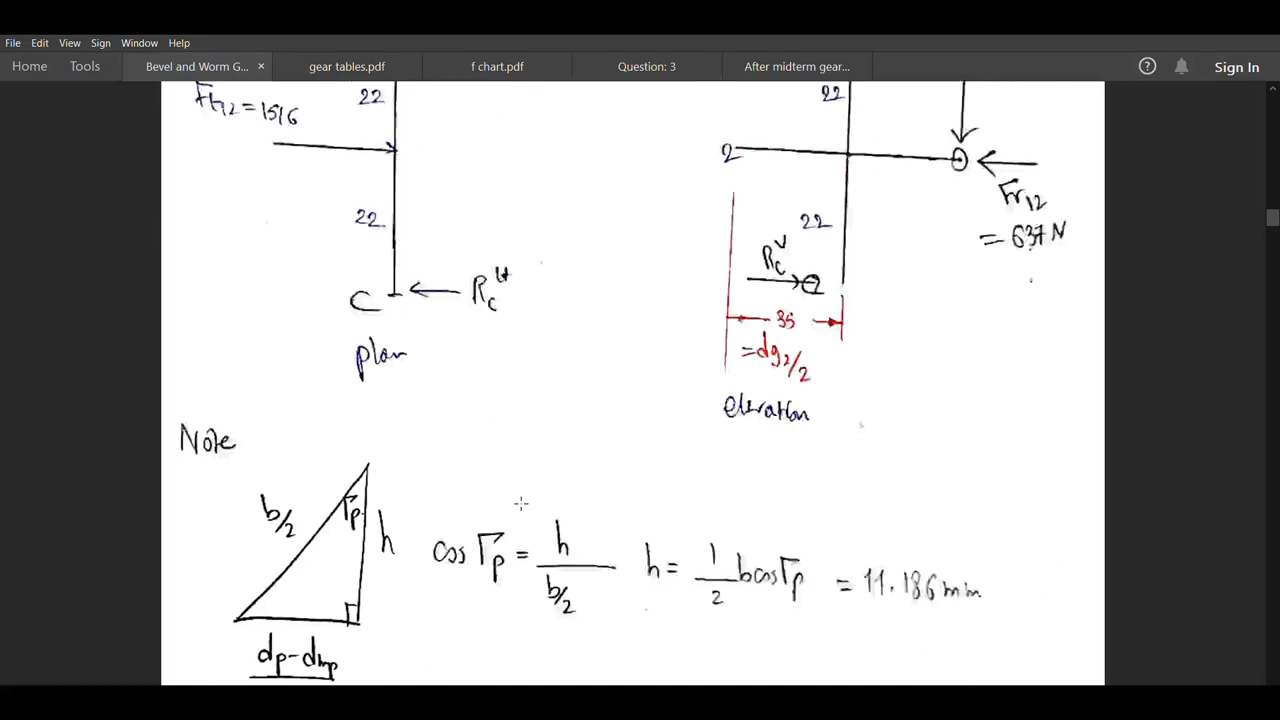 File Edit View Sign Window Help
Home Tools Bevel and Worm G... × gear tables.pdf f chart.pdf Question: 3 After midterm gear... Sign In
22
Ft12 = 1516
22
C
Rc^H
plan
22
2
Fr12
= 637 N
22
Rc^V
35
= dg2/2
elevation
Note
b/2
Γp
h
dp-dmp
cos Γp = h / b/2
h = 1/2 b cos Γp = 11.186 mm